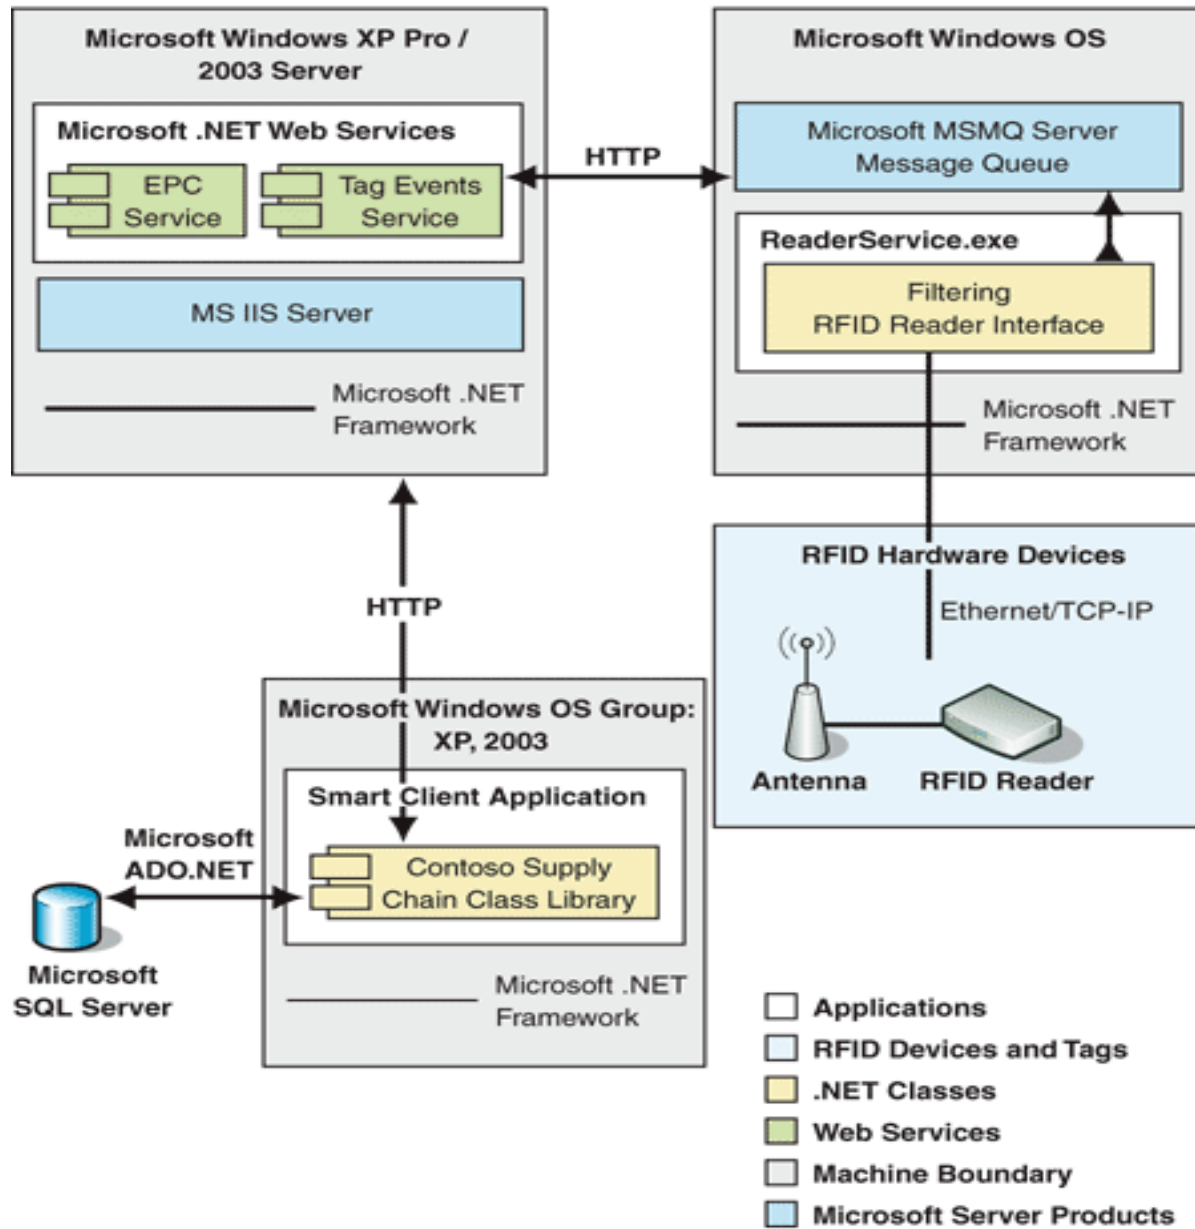 Microsoft Windows XP Pro /
2003 Server
Microsoft .NET Web Services
EPC
Service
Tag Events
Service
MS IIS Server
Microsoft .NET
Framework
HTTP
Microsoft Windows OS
Microsoft MSMQ Server
Message Queue
ReaderService.exe
Filtering
RFID Reader Interface
Microsoft .NET
Framework
RFID Hardware Devices
Ethernet/TCP-IP
Antenna
RFID Reader
HTTP
Microsoft Windows OS Group:
XP, 2003
Smart Client Application
Contoso Supply
Chain Class Library
Microsoft .NET
Framework
Microsoft
ADO.NET
Microsoft
SQL Server
Applications
RFID Devices and Tags
.NET Classes
Web Services
Machine Boundary
Microsoft Server Products